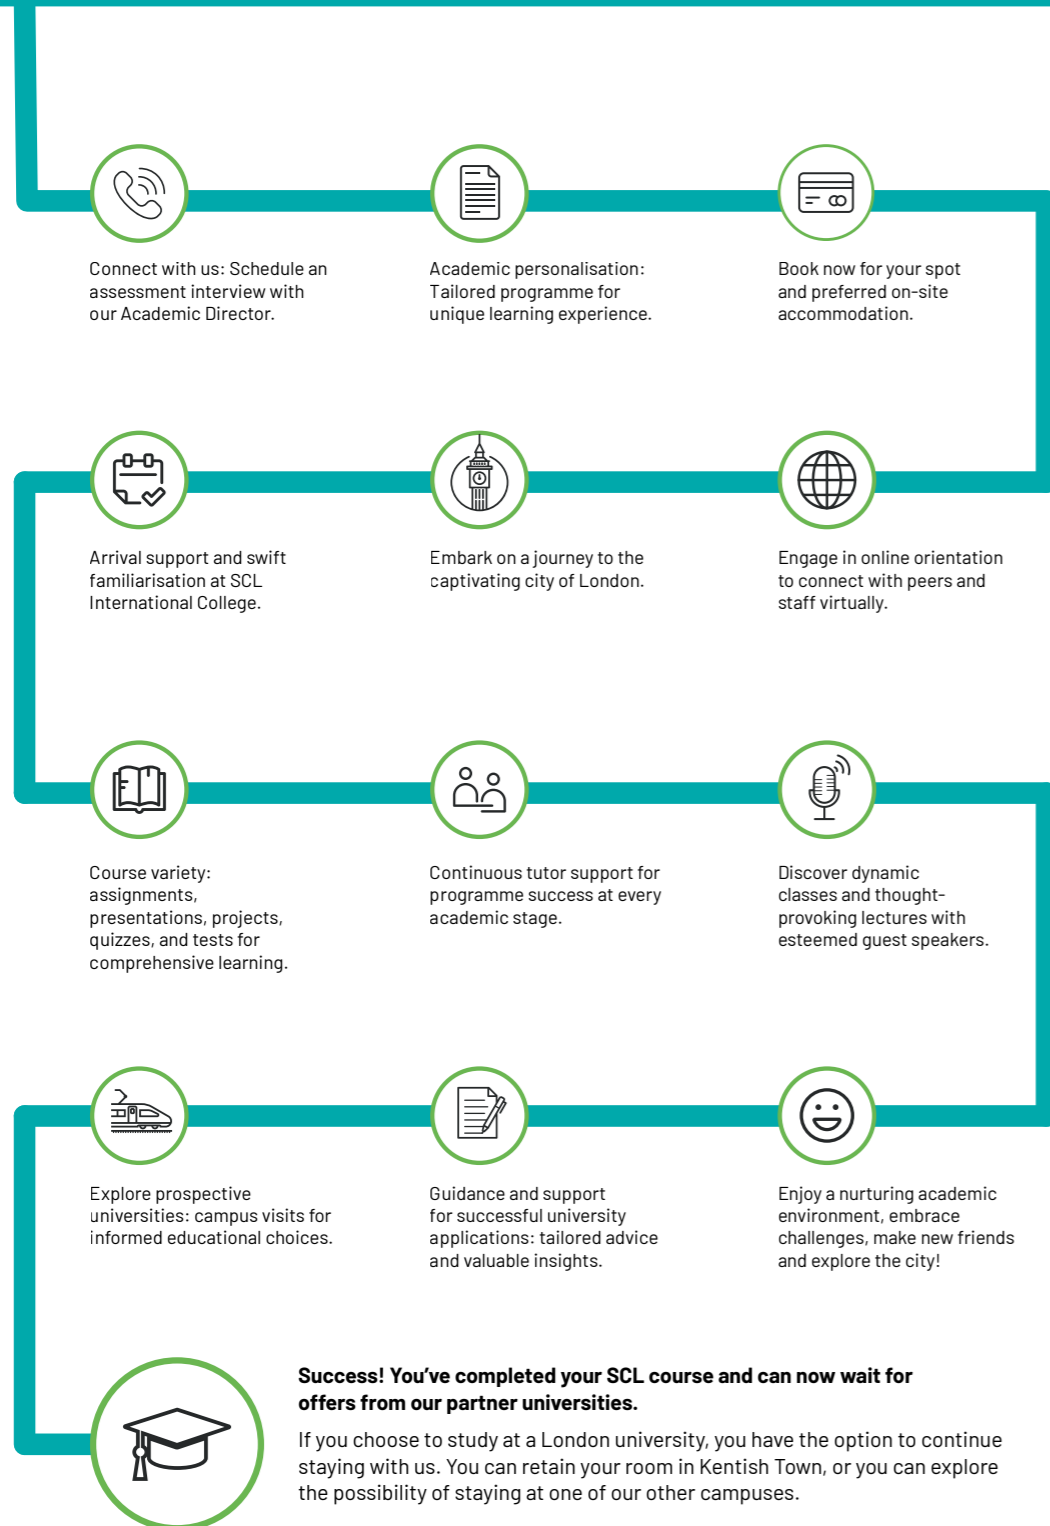 Connect with us: Schedule an
assessment interview with
our Academic Director.
Academic personalisation:
Tailored programme for
unique learning experience.
Book now for your spot
and preferred on-site
accommodation.
Arrival support and swift
familiarisation at SCL
International College.
Embark on a journey to the
captivating city of London.
Engage in online orientation
to connect with peers and
staff virtually.
Course variety:
assignments,
presentations, projects,
quizzes, and tests for
comprehensive learning.
Continuous tutor support for
programme success at every
academic stage.
Discover dynamic
classes and thought-
provoking lectures with
esteemed guest speakers.
Explore prospective
universities: campus visits for
informed educational choices.
Guidance and support
for successful university
applications: tailored advice
and valuable insights.
Enjoy a nurturing academic
environment, embrace
challenges, make new friends
and explore the city!
Success! You’ve completed your SCL course and can now wait for
offers from our partner universities.
If you choose to study at a London university, you have the option to continue
staying with us. You can retain your room in Kentish Town, or you can explore
the possibility of staying at one of our other campuses.